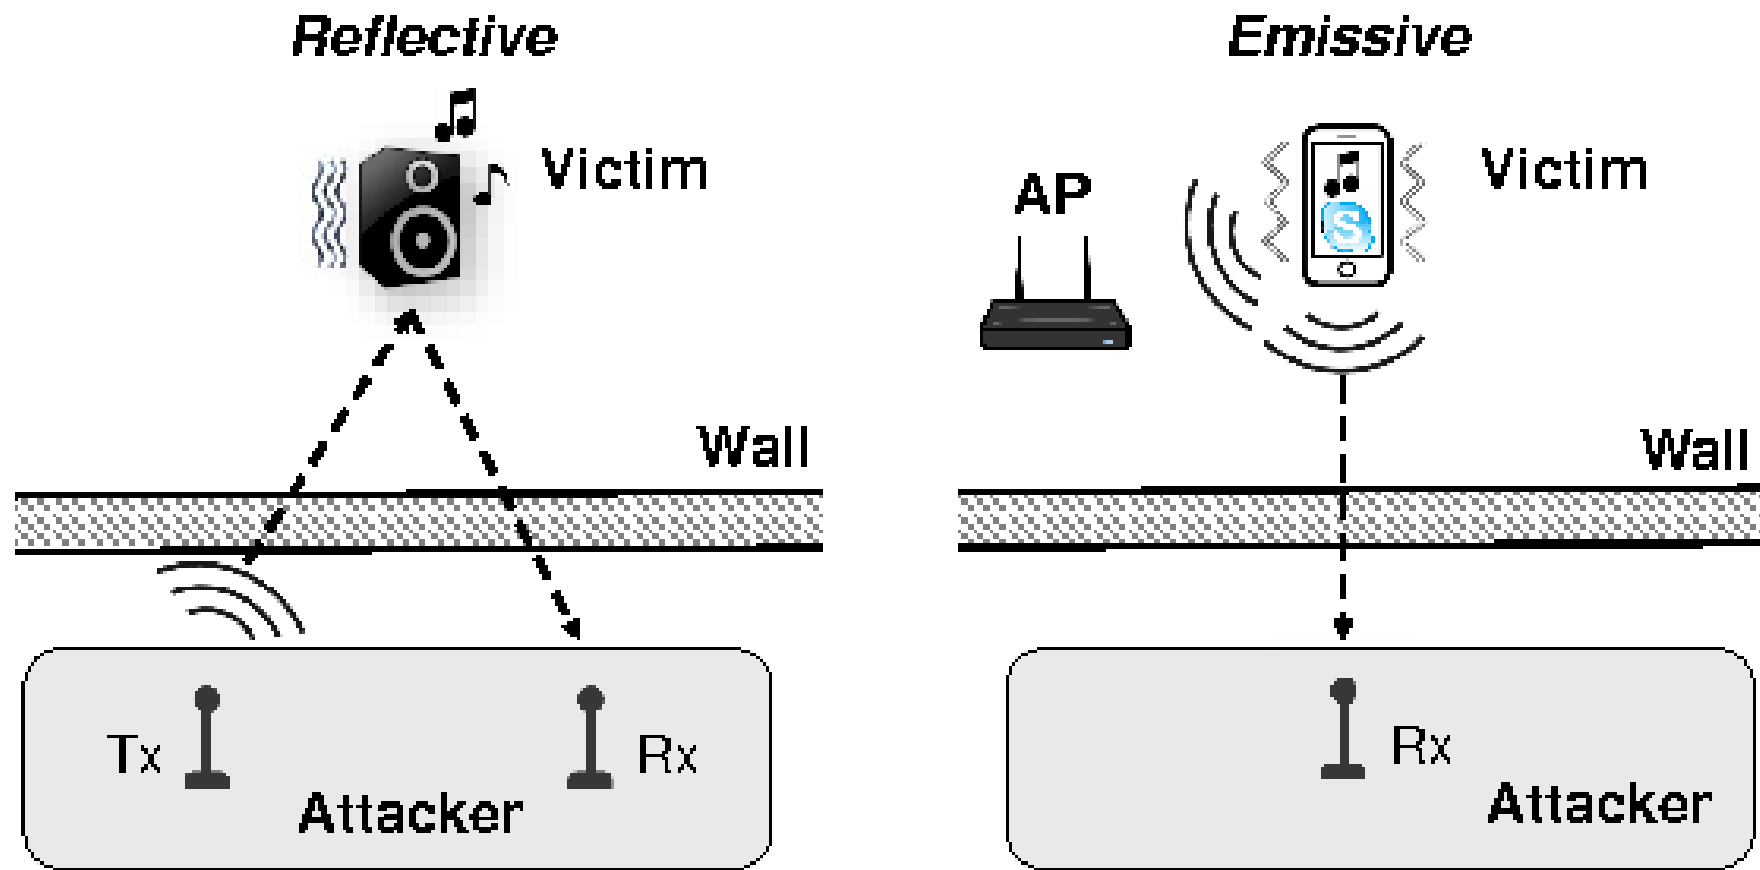 Reflective
Victim
Wall
Tx
Rx
Attacker
Emissive
AP
Victim
S
Wall
Rx
Attacker